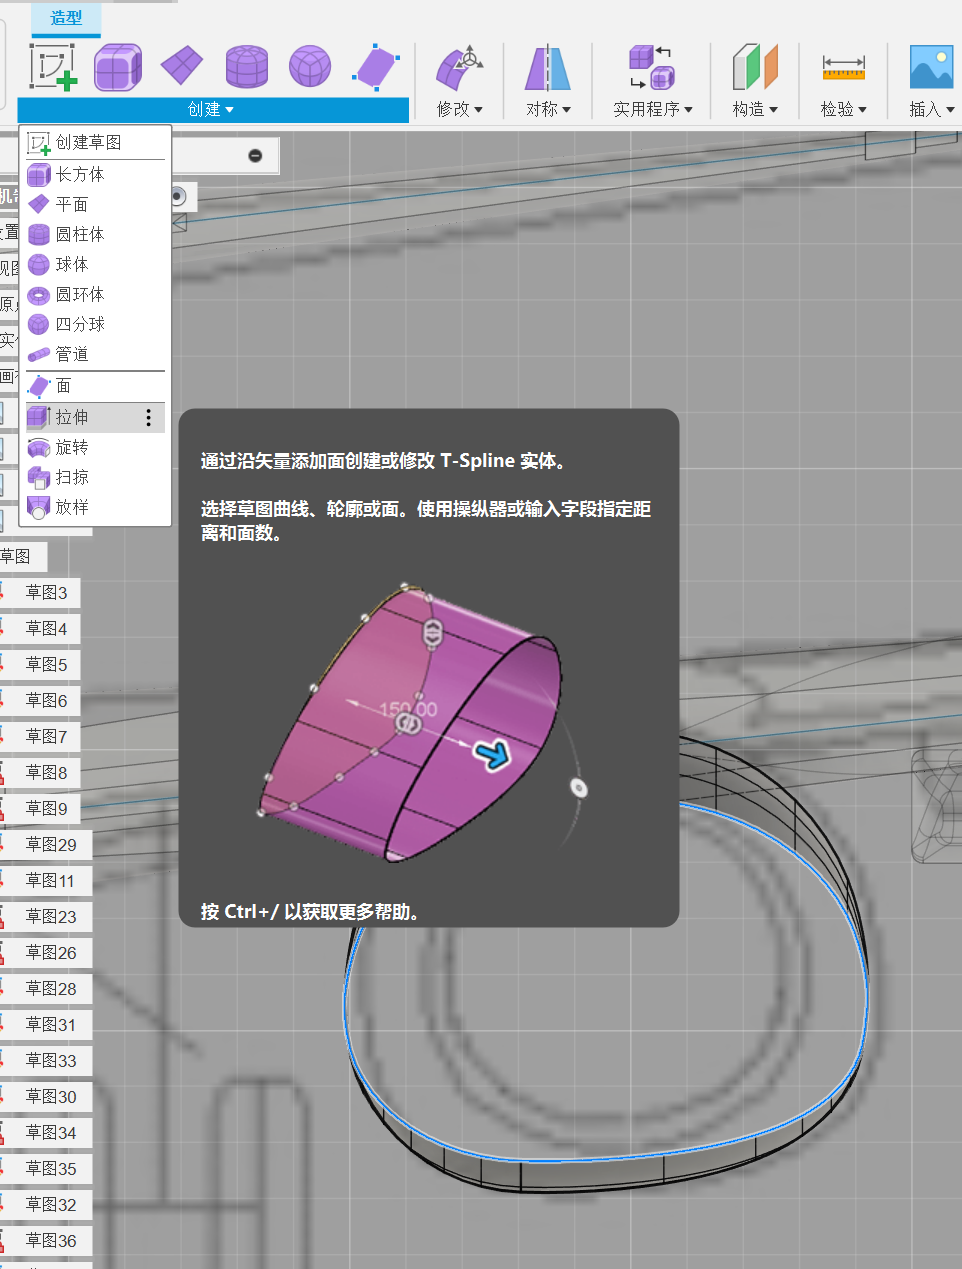 造型
创建
修改
对称
实用程序
构造
检验
插入
创建草图
长方体
平面
圆柱体
球体
圆环体
四分球
管道
面
拉伸
旋转
扫掠
放样
通过沿矢量添加面创建或修改 T-Spline 实体。
选择草图曲线、轮廓或面。使用操纵器或输入字段指定距
离和面数。
150.00
按 Ctrl+/ 以获取更多帮助。
草图
草图3
草图4
草图5
草图6
草图7
草图8
草图9
草图29
草图11
草图23
草图26
草图28
草图31
草图33
草图30
草图34
草图35
草图32
草图36